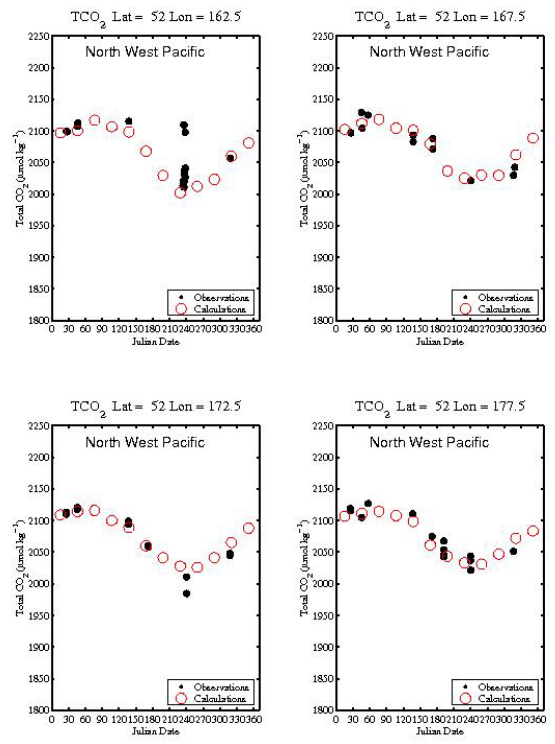 TCO2 Lat = 52 Lon = 162.5
North West Pacific
2250
2200
2150
2100
2050
2000
1950
1900
1850
1800
Total CO2 (μmol kg−1)
Observations
Calculations
0 30 60 90 120 150 180 210 240 270 300 330 360
Julian Date
TCO2 Lat = 52 Lon = 167.5
North West Pacific
2250
2200
2150
2100
2050
2000
1950
1900
1850
1800
Total CO2 (μmol kg−1)
Observations
Calculations
0 30 60 90 120 150 180 210 240 270 300 330 360
Julian Date
TCO2 Lat = 52 Lon = 172.5
North West Pacific
2250
2200
2150
2100
2050
2000
1950
1900
1850
1800
Total CO2 (μmol kg−1)
Observations
Calculations
0 30 60 90 120 150 180 210 240 270 300 330 360
Julian Date
TCO2 Lat = 52 Lon = 177.5
North West Pacific
2250
2200
2150
2100
2050
2000
1950
1900
1850
1800
Total CO2 (μmol kg−1)
Observations
Calculations
0 30 60 90 120 150 180 210 240 270 300 330 360
Julian Date